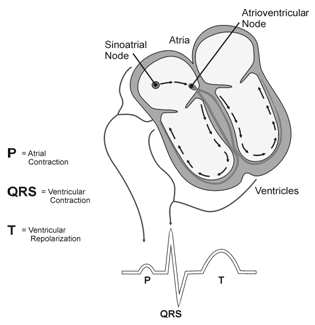 Atrioventricular
Node
Sinoatrial
Node
Atria
P = Atrial
Contraction
QRS = Ventricular
Contraction
T = Ventricular
Repolarization
Ventricles
P
T
QRS